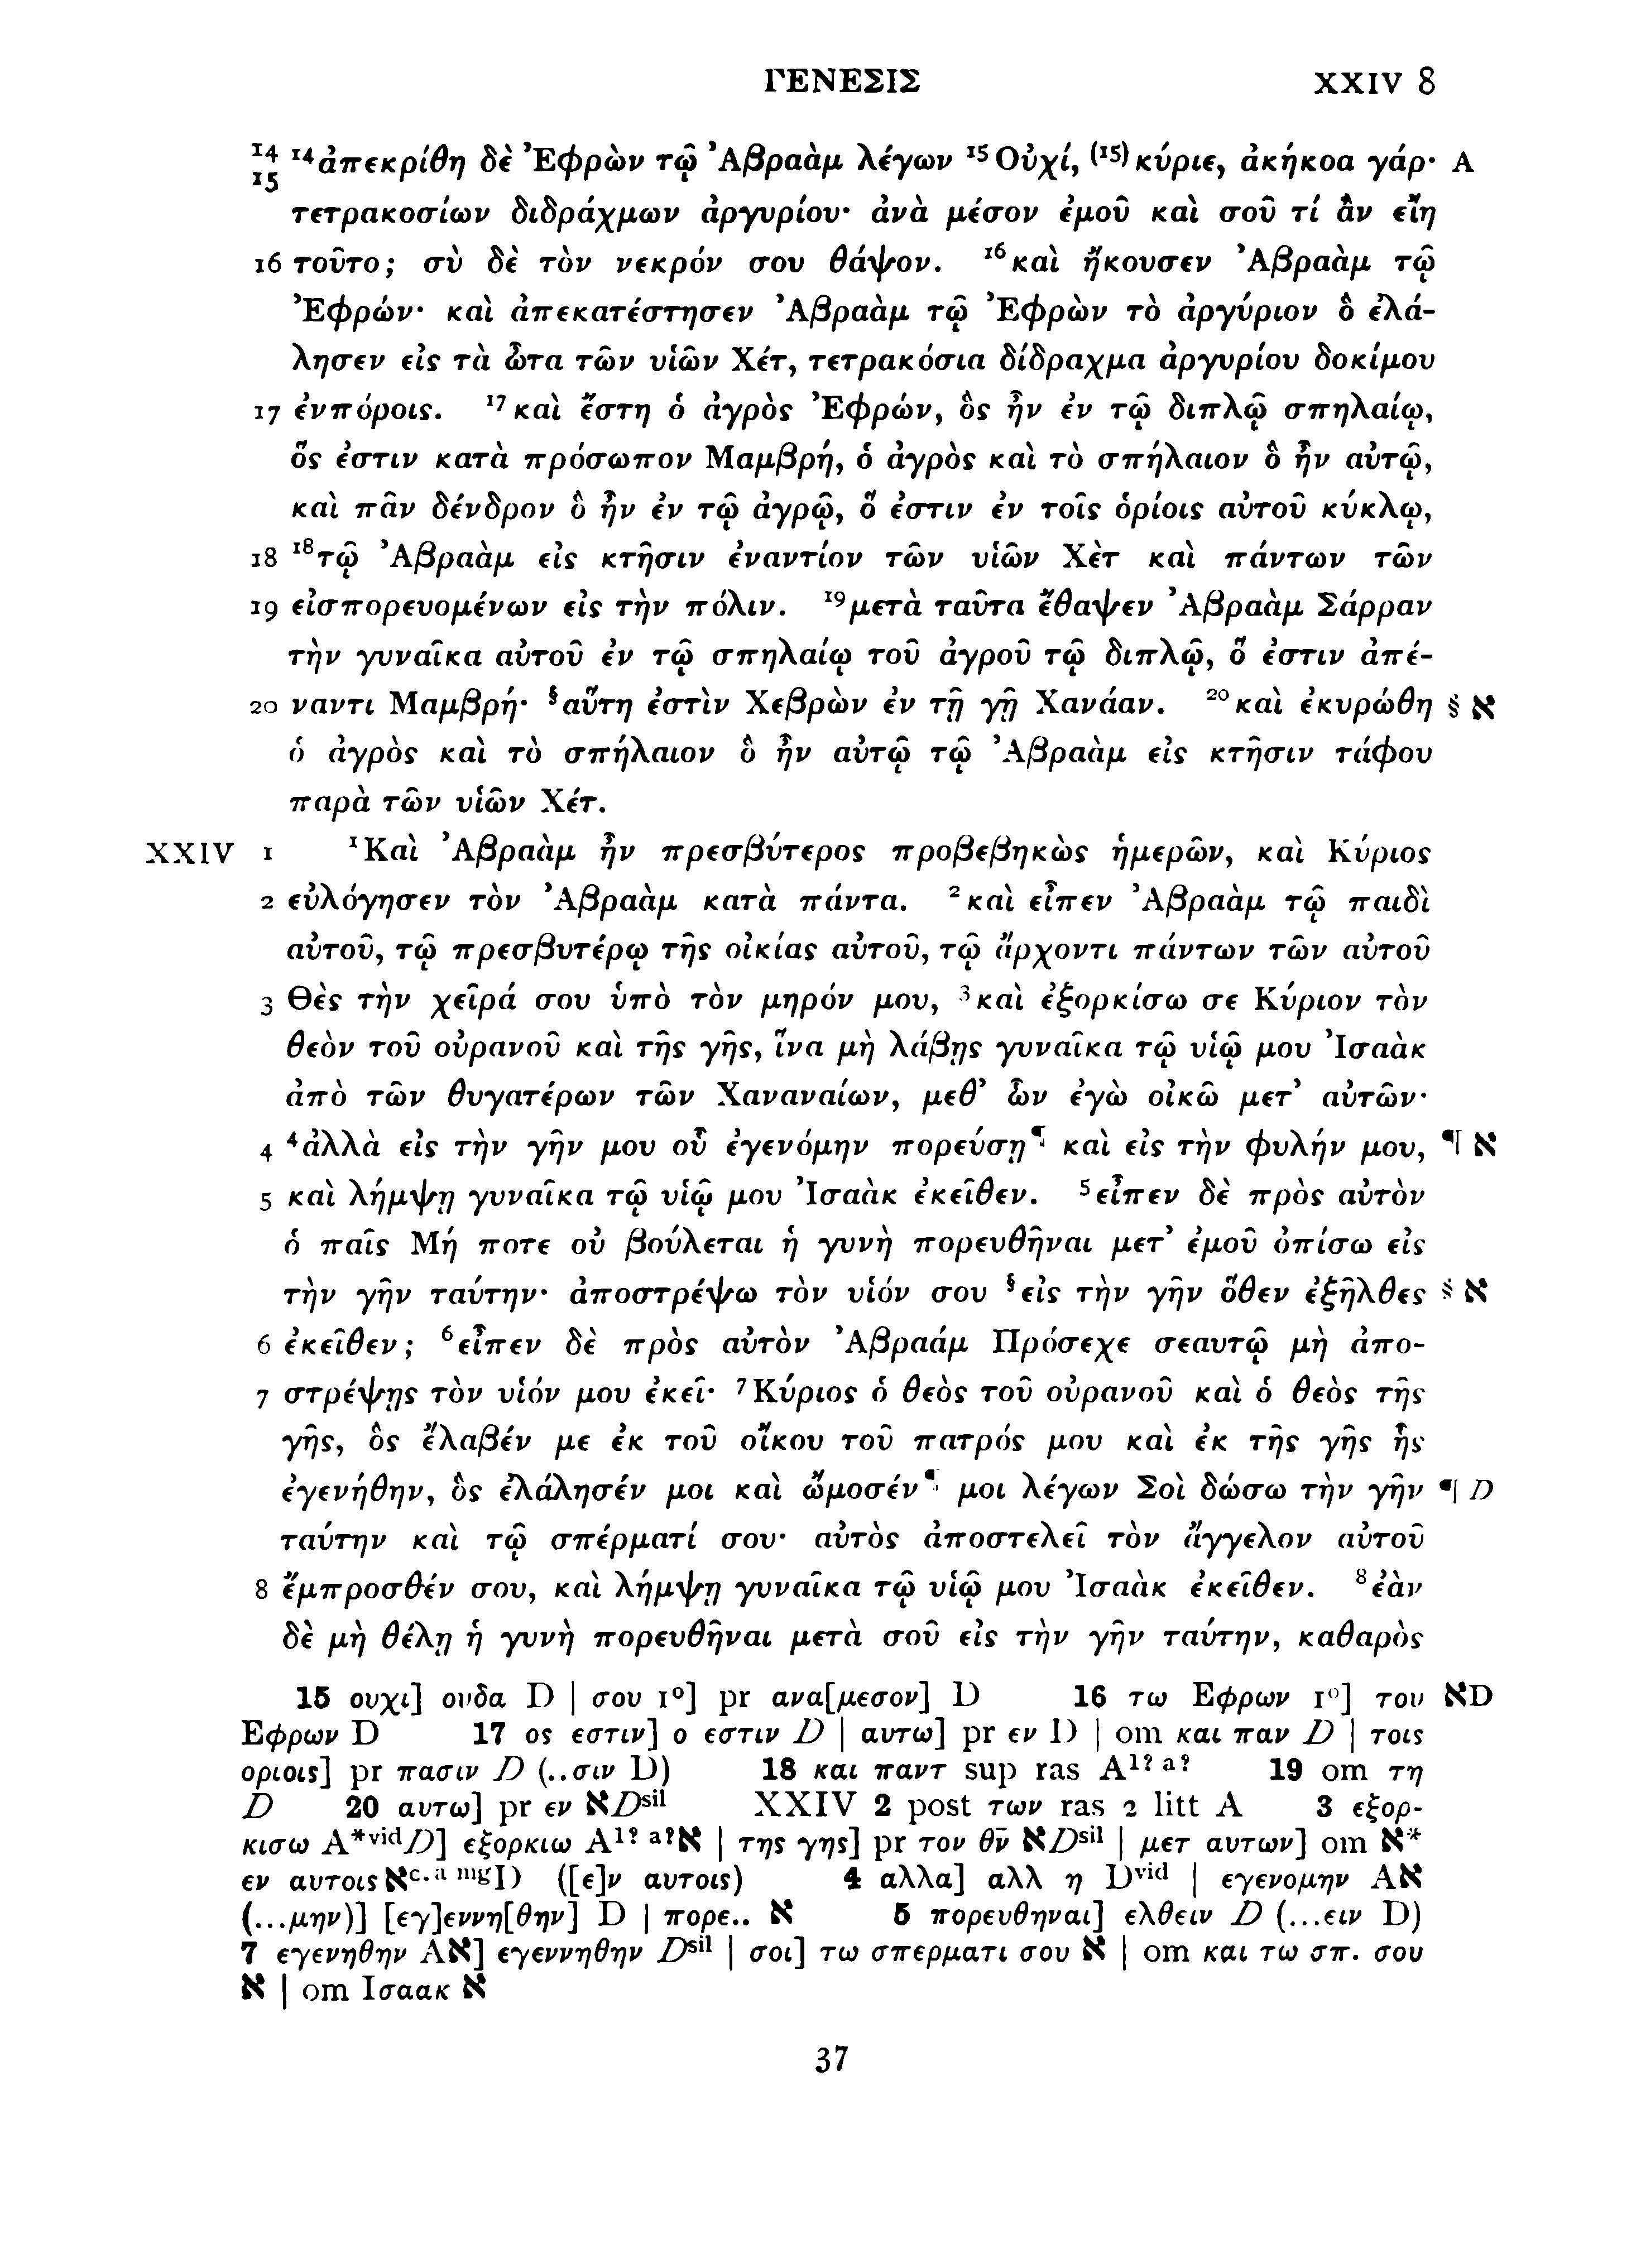 ΓΕΝΕΣΙΣ XXIV 8
14 ¹⁴ἀπεκρίθη δὲ Ἐφρὼν τῷ Ἀβραὰμ λέγων ¹⁵Οὐχί, (¹⁵)κύριε, ἀκήκοα γάρ· A
15
τετρακοσίων διδράχμων ἀργυρίου· ἀνὰ μέσον ἐμοῦ καὶ σοῦ τί ἂν εἴη
16 τοῦτο; σὺ δὲ τὸν νεκρόν σου θάψον. ¹⁶καὶ ἤκουσεν Ἀβραὰμ τῷ
Ἐφρών· καὶ ἀπεκατέστησεν Ἀβραὰμ τῷ Ἐφρὼν τὸ ἀργύριον ὃ ἐλά-
λησεν εἰς τὰ ὦτα τῶν υἱῶν Χέτ, τετρακόσια δίδραχμα ἀργυρίου δοκίμου
17 ἐνπόροις. ¹⁷καὶ ἔστη ὁ ἀγρὸς Ἐφρών, ὃς ἦν ἐν τῷ διπλῷ σπηλαίῳ,
ὅς ἐστιν κατὰ πρόσωπον Μαμβρή, ὁ ἀγρὸς καὶ τὸ σπήλαιον ὃ ἦν αὐτῷ,
καὶ πᾶν δένδρον ὃ ἦν ἐν τῷ ἀγρῷ, ὅ ἐστιν ἐν τοῖς ὁρίοις αὐτοῦ κύκλῳ,
18 ¹⁸τῷ Ἀβραὰμ εἰς κτῆσιν ἐναντίον τῶν υἱῶν Χὲτ καὶ πάντων τῶν
19 εἰσπορευομένων εἰς τὴν πόλιν. ¹⁹μετὰ ταῦτα ἔθαψεν Ἀβραὰμ Σάρραν
τὴν γυναῖκα αὐτοῦ ἐν τῷ σπηλαίῳ τοῦ ἀγροῦ τῷ διπλῷ, ὅ ἐστιν ἀπέ-
20 ναντι Μαμβρή· §αὕτη ἐστὶν Χεβρὼν ἐν τῇ γῇ Χανάαν. ²⁰καὶ ἐκυρώθη § א
ὁ ἀγρὸς καὶ τὸ σπήλαιον ὃ ἦν αὐτῷ τῷ Ἀβραὰμ εἰς κτῆσιν τάφου
παρὰ τῶν υἱῶν Χέτ.
XXIV 1 ¹Καὶ Ἀβραὰμ ἦν πρεσβύτερος προβεβηκὼς ἡμερῶν, καὶ Κύριος
2 εὐλόγησεν τὸν Ἀβραὰμ κατὰ πάντα. ²καὶ εἶπεν Ἀβραὰμ τῷ παιδὶ
αὐτοῦ, τῷ πρεσβυτέρῳ τῆς οἰκίας αὐτοῦ, τῷ ἄρχοντι πάντων τῶν αὐτοῦ
3 Θὲς τὴν χεῖρά σου ὑπὸ τὸν μηρόν μου, ³καὶ ἐξορκίσω σε Κύριον τὸν
θεὸν τοῦ οὐρανοῦ καὶ τῆς γῆς, ἵνα μὴ λάβῃς γυναῖκα τῷ υἱῷ μου Ἰσαὰκ
ἀπὸ τῶν θυγατέρων τῶν Χαναναίων, μεθ’ ὧν ἐγὼ οἰκῶ μετ’ αὐτῶν·
4 ⁴ἀλλὰ εἰς τὴν γῆν μου οὗ ἐγενόμην πορεύσῃ¶ καὶ εἰς τὴν φυλήν μου, ¶ א
5 καὶ λήμψῃ γυναῖκα τῷ υἱῷ μου Ἰσαὰκ ἐκεῖθεν. ⁵εἶπεν δὲ πρὸς αὐτὸν
ὁ παῖς Μή ποτε οὐ βούλεται ἡ γυνὴ πορευθῆναι μετ’ ἐμοῦ ὀπίσω εἰς
τὴν γῆν ταύτην· ἀποστρέψω τὸν υἱόν σου §εἰς τὴν γῆν ὅθεν ἐξῆλθες § א
6 ἐκεῖθεν; ⁶εἶπεν δὲ πρὸς αὐτὸν Ἀβραάμ Πρόσεχε σεαυτῷ μὴ ἀπο-
7 στρέψῃς τὸν υἱόν μου ἐκεῖ· ⁷Κύριος ὁ θεὸς τοῦ οὐρανοῦ καὶ ὁ θεὸς τῆς
γῆς, ὃς ἔλαβέν με ἐκ τοῦ οἴκου τοῦ πατρός μου καὶ ἐκ τῆς γῆς ἧς
ἐγενήθην, ὃς ἐλάλησέν μοι καὶ ὤμοσέν¶ μοι λέγων Σοὶ δώσω τὴν γῆν ¶ D
ταύτην καὶ τῷ σπέρματί σου· αὐτὸς ἀποστελεῖ τὸν ἄγγελον αὐτοῦ
8 ἔμπροσθέν σου, καὶ λήμψῃ γυναῖκα τῷ υἱῷ μου Ἰσαὰκ ἐκεῖθεν. ⁸ἐὰν
δὲ μὴ θέλῃ ἡ γυνὴ πορευθῆναι μετὰ σοῦ εἰς τὴν γῆν ταύτην, καθαρὸς
15 ουχι] ουδα D | σου 1º] pr ανα[μεσον] D 16 τω Εφρων 1º] του אD
Εφρων D 17 ος εστιν] ο εστιν D | αυτω] pr εν D | om και παν D | τοις
οριοις] pr πασιν D (..σιν D) 18 και παντ sup ras A¹ˀ ᵃˀ 19 om τη
D 20 αυτω] pr εν אDˢⁱˡ XXIV 2 post των ras 2 litt A 3 εξορ-
κισω A*ᵛⁱᵈD] εξορκιω A¹ˀ ᵃˀא | της γης] pr τον θν̅ אDˢⁱˡ | μετ αυτων] om א*
εν αυτοις אᶜ·ᵃ ᵐᵍD ([ε]ν αυτοις) 4 αλλα] αλλ η Dᵛⁱᵈ | εγενομην Aא
(...μην)] [εγ]εννη[θην] D | πορε.. א 5 πορευθηναι] ελθειν D (...ειν D)
7 εγενηθην Aא] εγεννηθην Dˢⁱˡ | σοι] τω σπερματι σου א | om και τω σπ. σου
א | om Ισαακ א
37